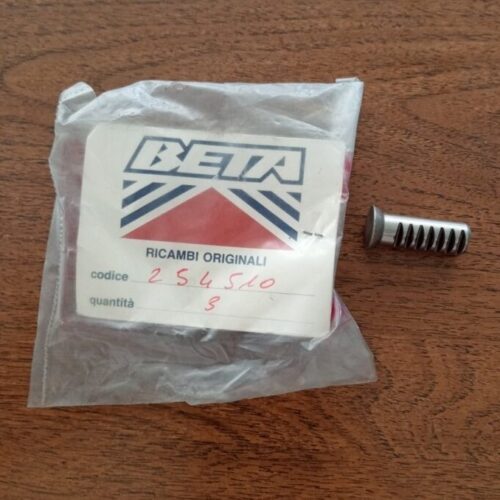 BETA
RICAMBI ORIGINALI
codice 254510
quantità 3